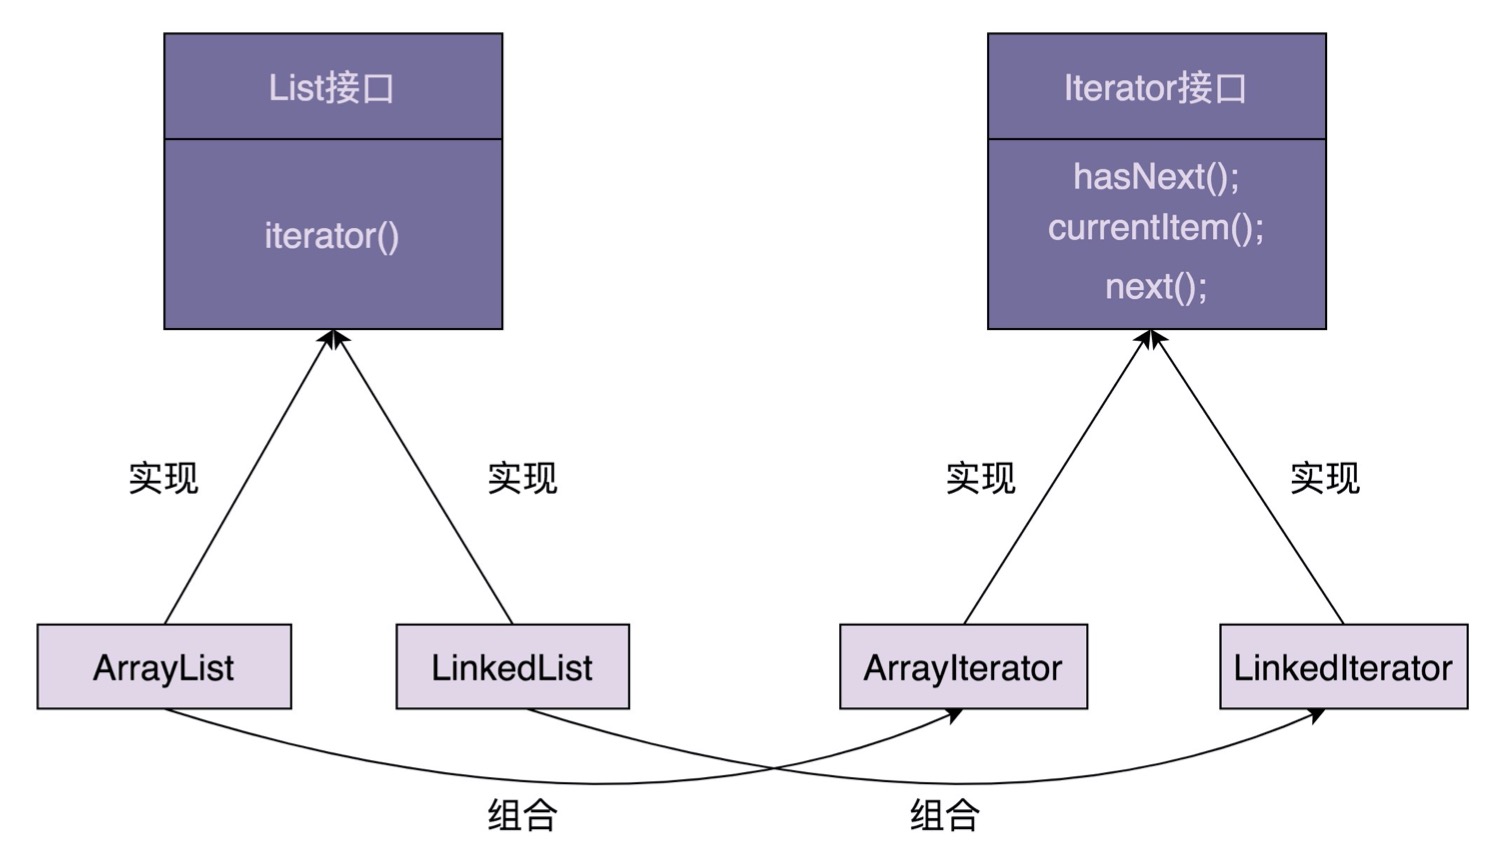 List接口
iterator()
Iterator接口
hasNext();
currentItem();
next();
实现
实现
实现
实现
ArrayList
LinkedList
ArrayIterator
LinkedIterator
组合
组合